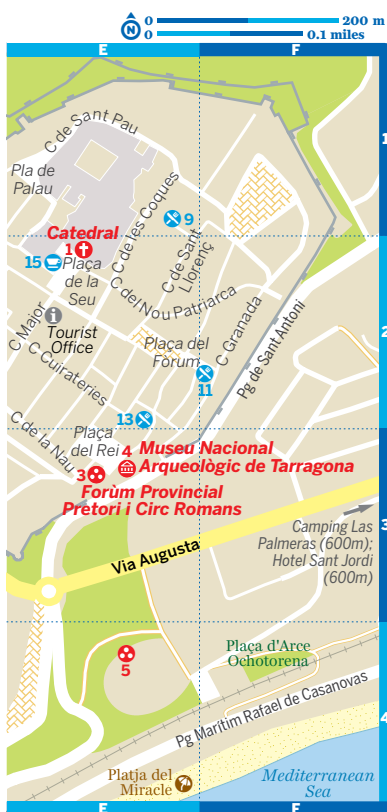 0 200 m
N 0 0.1 miles
E F
1
C de Sant Pau
Pla de
Palau
C de les Coques
9
Catedral
1
15
Plaça
de la
Seu
C de Sant
Llorenç
C del Nou Patriarca
C Granada
Pg de Sant Antoni
2
C Major
i
Tourist
Office
C Cuirateries
Plaça del
Fòrum
11
13
C de la Nau
Plaça
del Rei
4 Museu Nacional
Arqueològic de Tarragona
3
Forum Provincial
Pretori i Circ Romans
3
Via Augusta
Camping Las
Palmeras (600m);
Hotel Sant Jordi
(600m)
5
Plaça d'Arce
Ochotorena
Pg Marítim Rafael de Casanovas
4
Platja del
Miracle
Mediterranean
Sea
E F